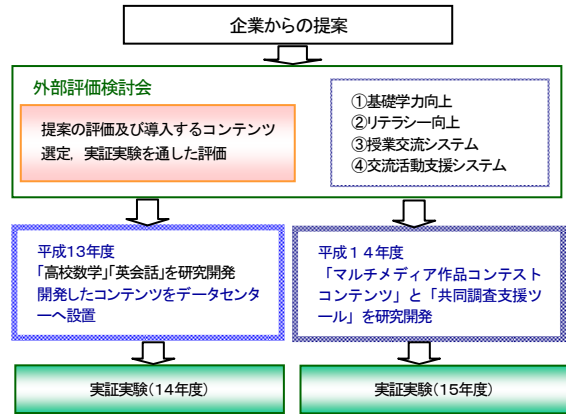 企業からの提案
外部評価検討会
提案の評価及び導入するコンテンツ
選定，実証実験を通した評価
①基礎学力向上
②リテラシー向上
③授業交流システム
④交流活動支援システム
平成13年度
「高校数学」「英会話」を研究開発
開発したコンテンツをデータセンタ
ーへ設置
平成１４年度
「マルチメディア作品コンテスト
コンテンツ」と「共同調査支援ツ
ール」を研究開発
実証実験(14年度)
実証実験(15年度)